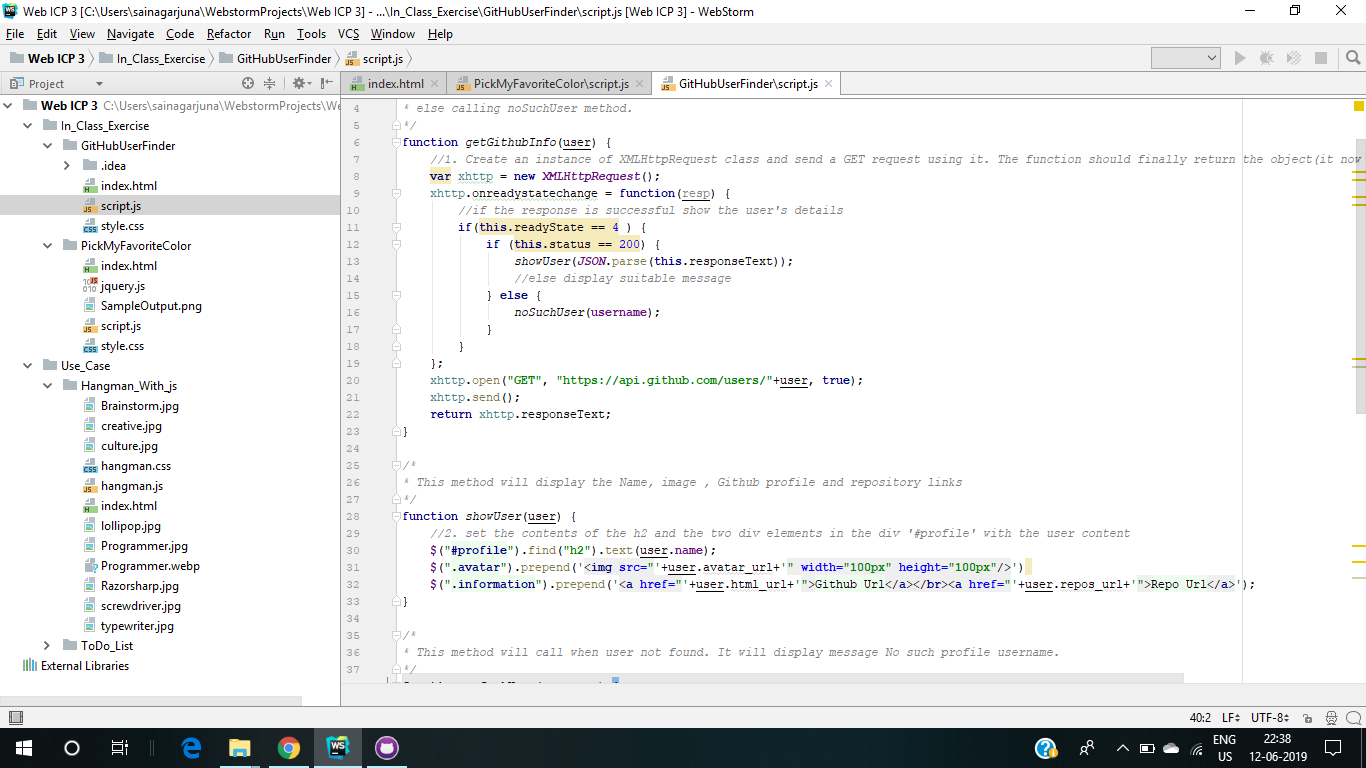 Web ICP 3 [C:\Users\sainagarjuna\WebstormProjects\Web ICP 3] - ...\In_Class_Exercise\GitHubUserFinder\script.js [Web ICP 3] - WebStorm
File Edit View Navigate Code Refactor Run Tools VCS Window Help
Web ICP 3 In_Class_Exercise GitHubUserFinder script.js
Project
index.html PickMyFavoriteColor\script.js GitHubUserFinder\script.js
Web ICP 3 C:\Users\sainagarjuna\WebstormProjects\We
In_Class_Exercise
GitHubUserFinder
.idea
index.html
script.js
style.css
PickMyFavoriteColor
index.html
jquery.js
SampleOutput.png
script.js
style.css
Use_Case
Hangman_With_js
Brainstorm.jpg
creative.jpg
culture.jpg
hangman.css
hangman.js
index.html
lollipop.jpg
Programmer.jpg
Programmer.webp
Razorsharp.jpg
screwdriver.jpg
typewriter.jpg
ToDo_List
External Libraries
4 * else calling noSuchUser method.
5 */
6 function getGithubInfo(user) {
7 //1. Create an instance of XMLHttpRequest class and send a GET request using it. The function should finally return the object(it now
8 var xhttp = new XMLHttpRequest();
9 xhttp.onreadystatechange = function(resp) {
10 //if the response is successful show the user's details
11 if(this.readyState == 4 ) {
12 if (this.status == 200) {
13 showUser(JSON.parse(this.responseText));
14 //else display suitable message
15 } else {
16 noSuchUser(username);
17 }
18 }
19 };
20 xhttp.open("GET", "https://api.github.com/users/"+user, true);
21 xhttp.send();
22 return xhttp.responseText;
23 }
24
25 /*
26 * This method will display the Name, image , Github profile and repository links
27 */
28 function showUser(user) {
29 //2. set the contents of the h2 and the two div elements in the div '#profile' with the user content
30 $("#profile").find("h2").text(user.name);
31 $(".avatar").prepend('<img src="'+user.avatar_url+'" width="100px" height="100px"/>')
32 $(".information").prepend('<a href="'+user.html_url+'">Github Url</a></br><a href="'+user.repos_url+'">Repo Url</a>');
33 }
34
35 /*
36 * This method will call when user not found. It will display message No such profile username.
37 */
40:2 LF UTF-8
ENG
US
22:38
12-06-2019